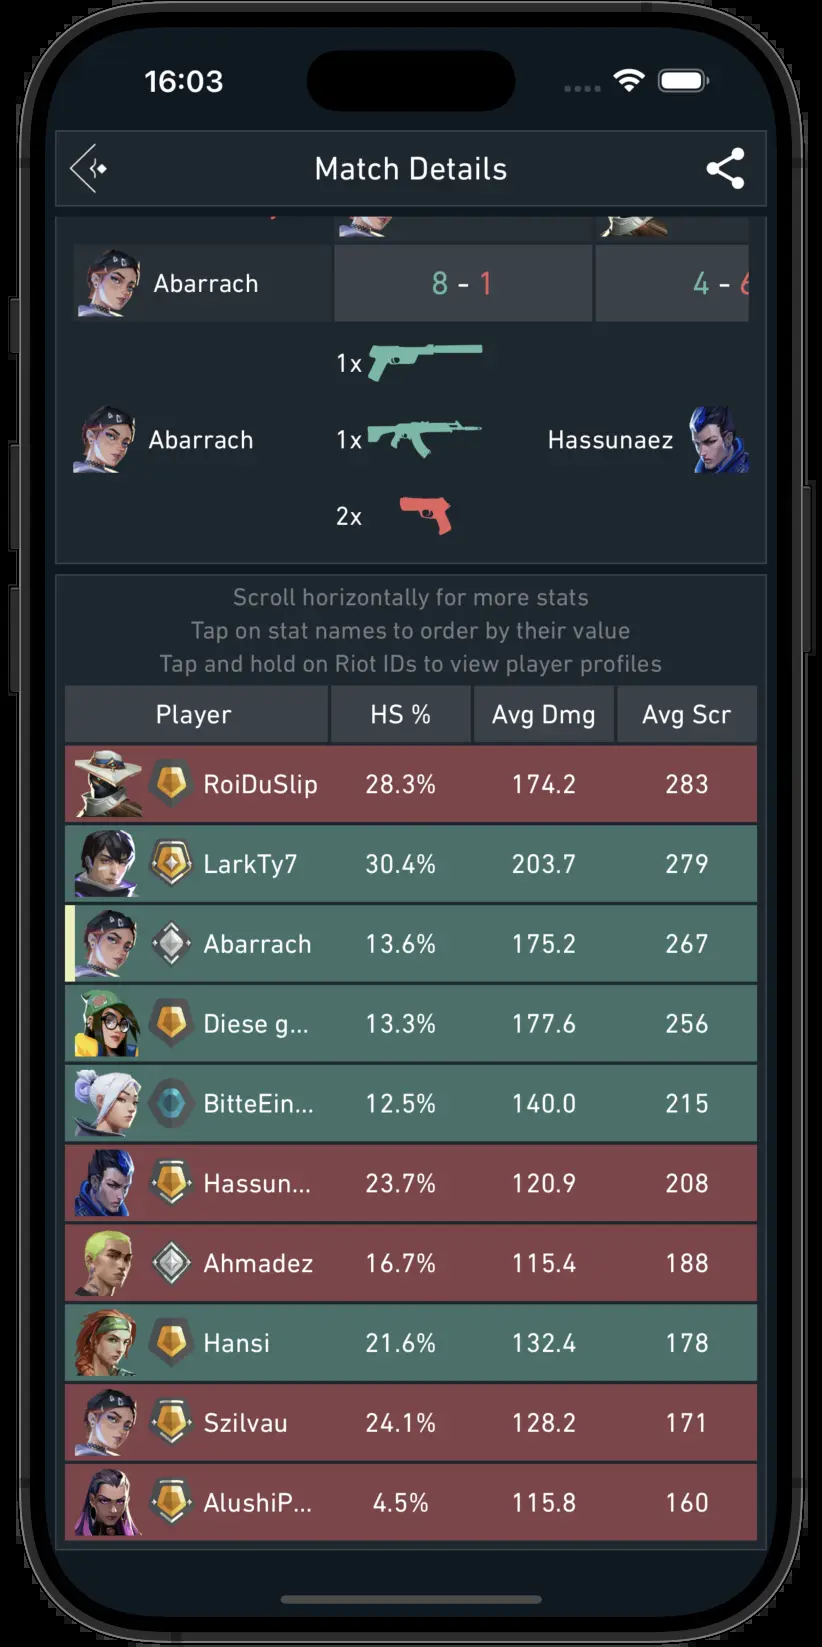 16:03
Match Details
Abarrach 8 - 1 4 - 6
1x
Abarrach 1x Hassunaez
2x
Scroll horizontally for more stats
Tap on stat names to order by their value
Tap and hold on Riot IDs to view player profiles
Player HS % Avg Dmg Avg Scr
RoiDuSlip 28.3% 174.2 283
LarkTy7 30.4% 203.7 279
Abarrach 13.6% 175.2 267
Diese g... 13.3% 177.6 256
BitteEin... 12.5% 140.0 215
Hassun... 23.7% 120.9 208
Ahmadez 16.7% 115.4 188
Hansi 21.6% 132.4 178
Szilvau 24.1% 128.2 171
AlushiP... 4.5% 115.8 160